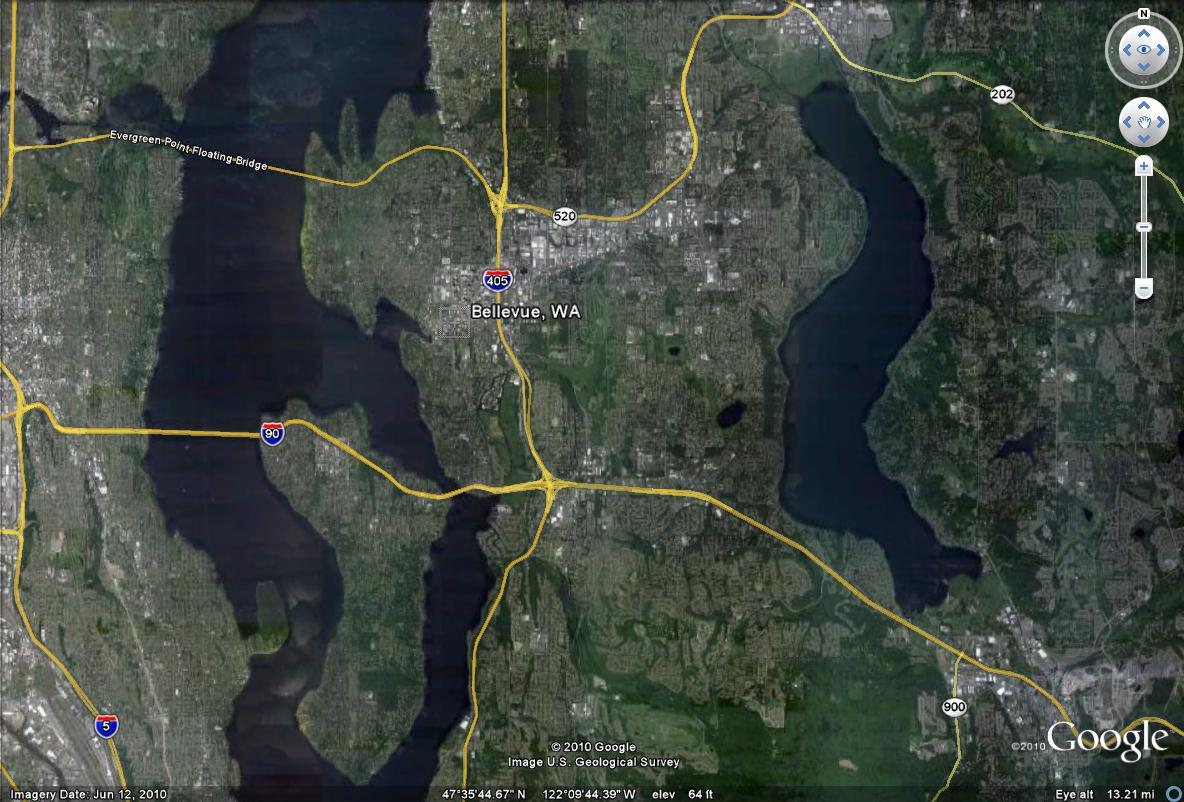 N
202
Evergreen Point Floating Bridge
520
405
Bellevue, WA
90
900
5
© 2010 Google
Image U.S. Geological Survey
©2010 Google
Imagery Date: Jun 12, 2010
47°35'44.67" N 122°09'44.39" W elev 64 ft
Eye alt 13.21 mi